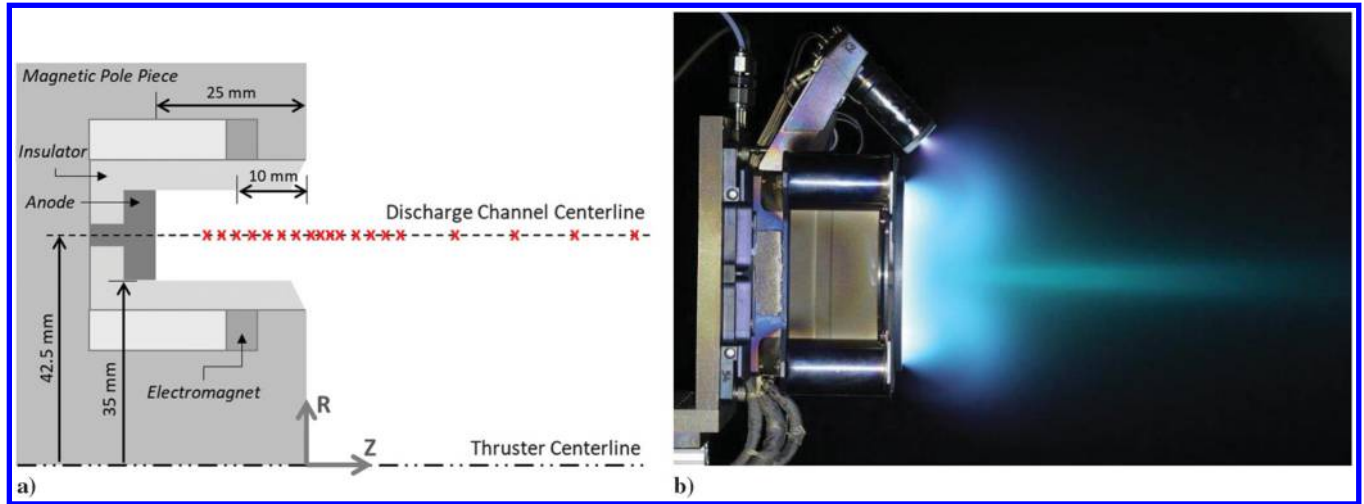 Magnetic Pole Piece
25 mm
Insulator
10 mm
Anode
Discharge Channel Centerline
42.5 mm
35 mm
Electromagnet
R
Z
Thruster Centerline
a)
b)